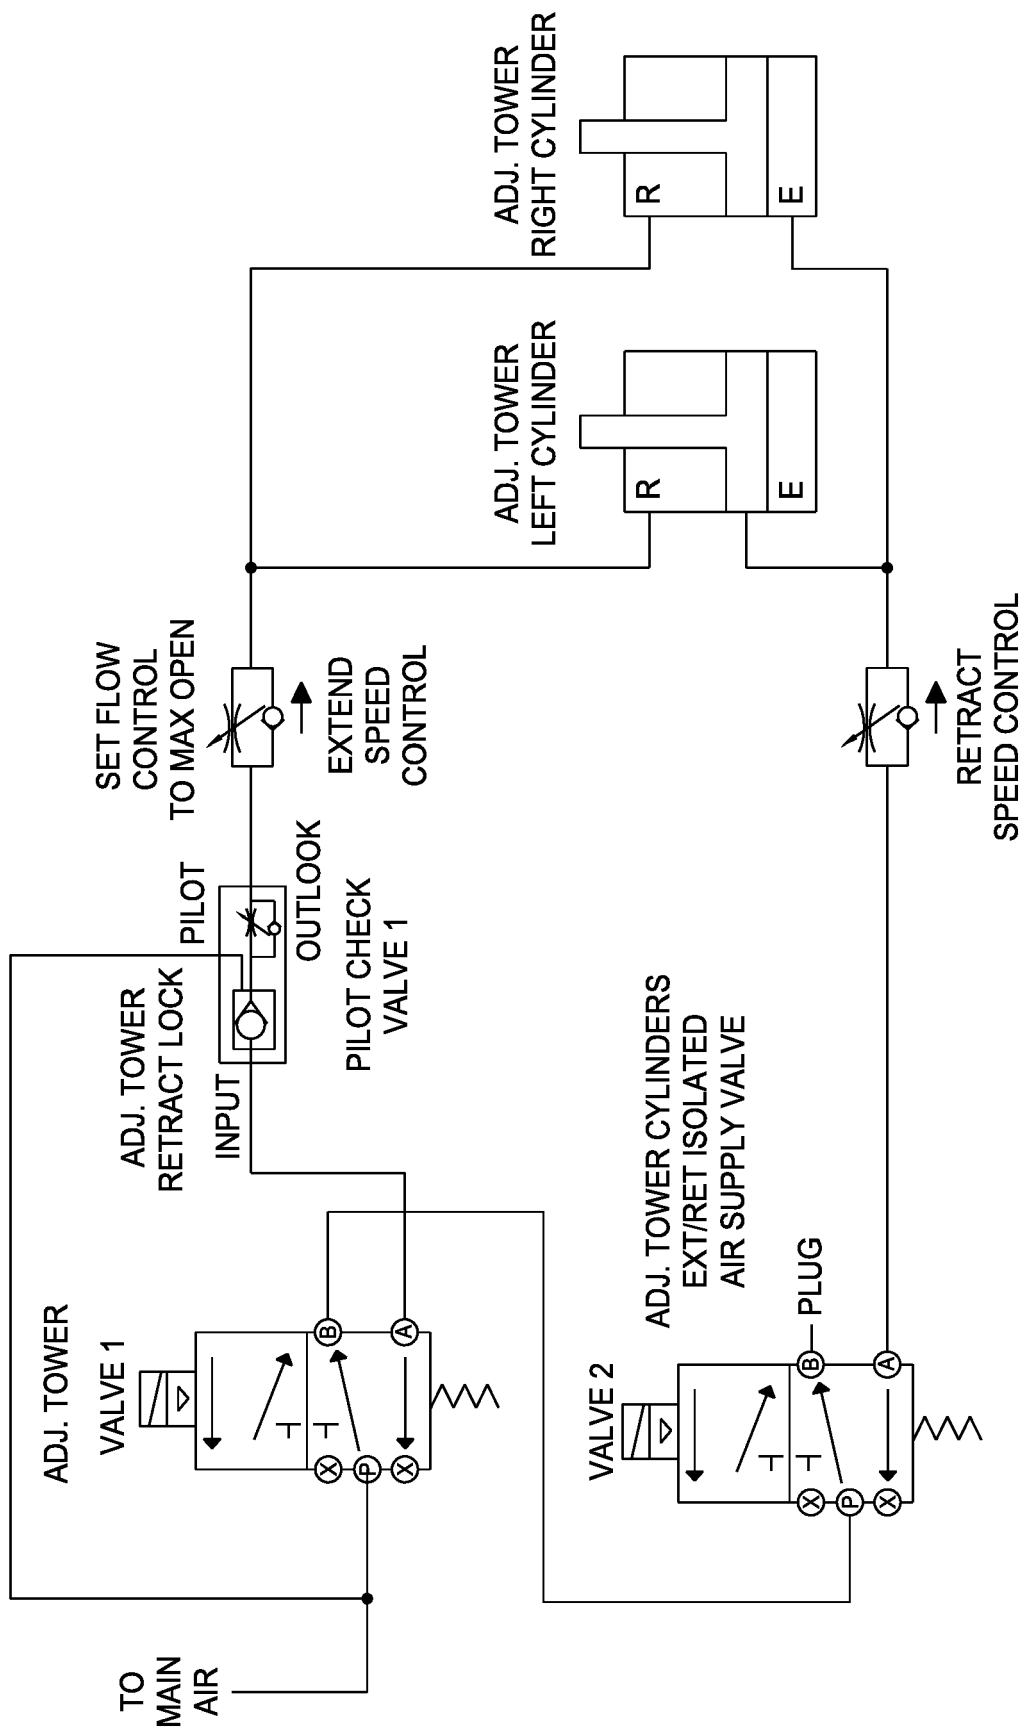 TO
MAIN
AIR
ADJ. TOWER
VALVE 1
X
P
X
B
A
ADJ. TOWER
RETRACT LOCK
INPUT
PILOT
OUTLOOK
PILOT CHECK
VALVE 1
SET FLOW
CONTROL
TO MAX OPEN
EXTEND
SPEED
CONTROL
ADJ. TOWER
LEFT CYLINDER
R
E
ADJ. TOWER
RIGHT CYLINDER
R
E
VALVE 2
X
P
X
B
A
PLUG
ADJ. TOWER CYLINDERS
EXT/RET ISOLATED
AIR SUPPLY VALVE
RETRACT
SPEED CONTROL